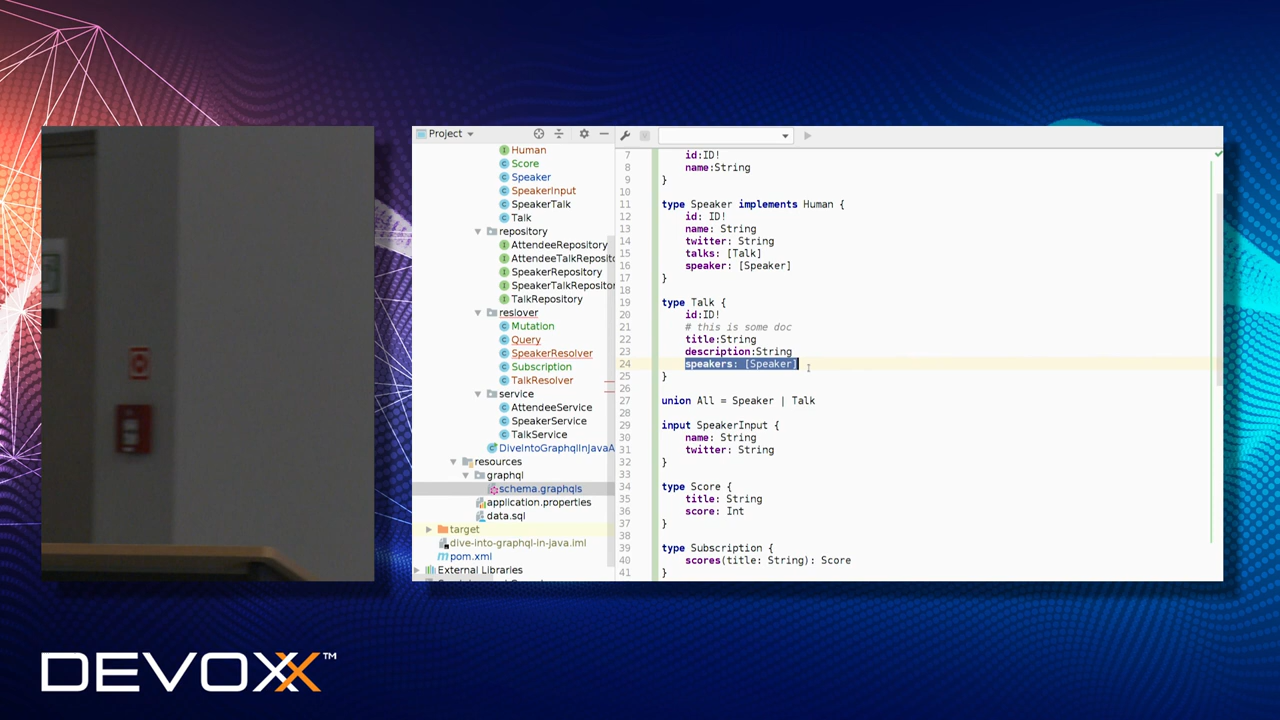 Project
Human
Score
Speaker
SpeakerInput
SpeakerTalk
Talk
repository
AttendeeRepository
AttendeeTalkReposito
SpeakerRepository
SpeakerTalkRepositor
TalkRepository
reslover
Mutation
Query
SpeakerResolver
Subscription
TalkResolver
service
AttendeeService
SpeakerService
TalkService
DiveIntoGraphqlInJavaA
resources
graphql
schema.graphqls
application.properties
data.sql
target
dive-into-graphql-in-java.iml
pom.xml
External Libraries
7 id:ID!
8 name:String
9 }
10
11 type Speaker implements Human {
12 id: ID!
13 name: String
14 twitter: String
15 talks: [Talk]
16 speaker: [Speaker]
17 }
18
19 type Talk {
20 id:ID!
21 # this is some doc
22 title:String
23 description:String
24 speakers: [Speaker]
25 }
26
27 union All = Speaker | Talk
28
29 input SpeakerInput {
30 name: String
31 twitter: String
32 }
33
34 type Score {
35 title: String
36 score: Int
37 }
38
39 type Subscription {
40 scores(title: String): Score
41 }
DEVOXX™